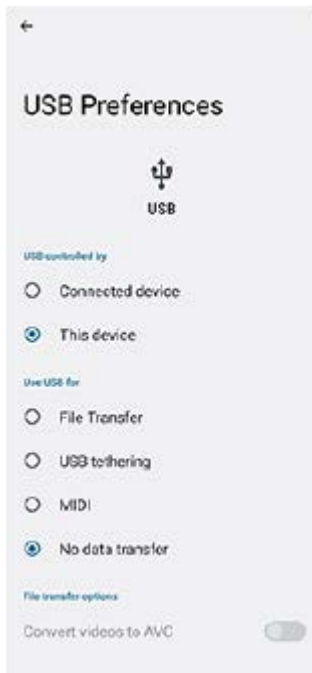 USB Preferences
USB
USB controlled by
Connected device
This device
Use USB for
File Transfer
USB tethering
MIDI
No data transfer
File transfer options
Convert videos to AVC